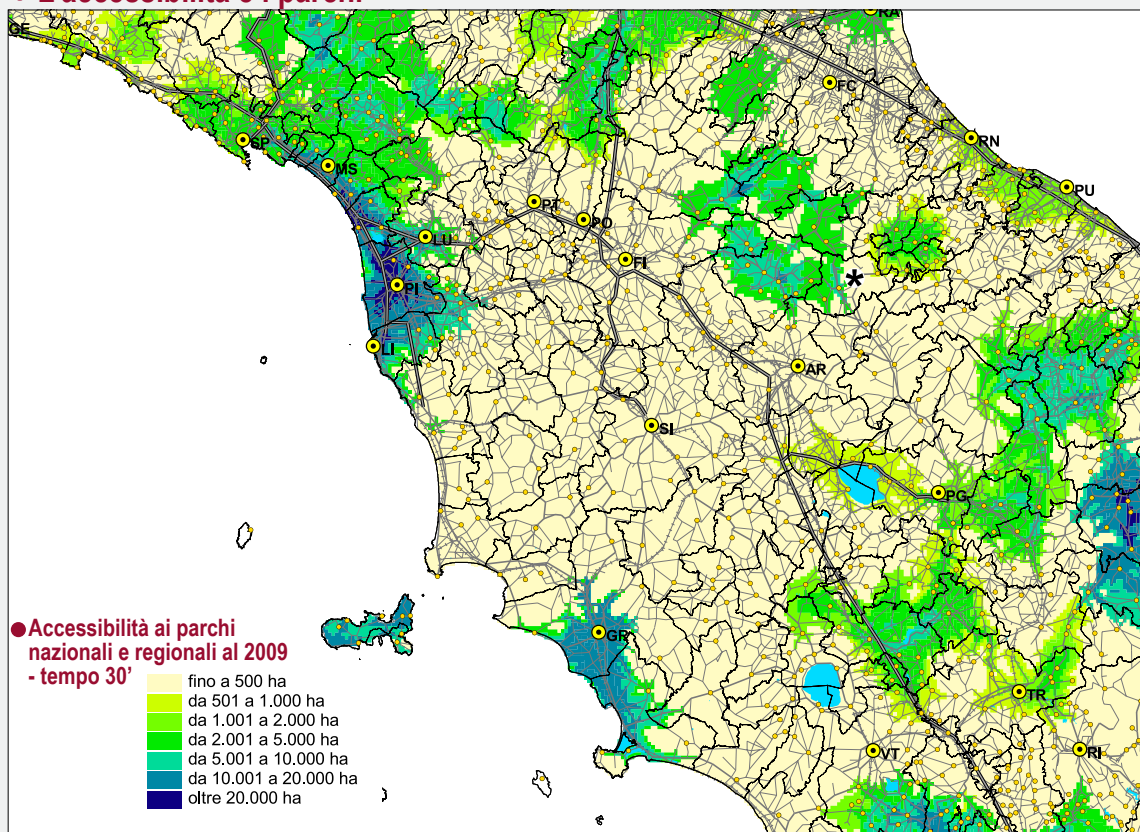 L'accessibilità e i parchi
GE
RA
FC
SP
RN
MS
PU
PT
PO
LU
FI
PI
*
LI
AR
SI
PG
● Accessibilità ai parchi
nazionali e regionali al 2009
- tempo 30'
GR
fino a 500 ha
da 501 a 1.000 ha
da 1.001 a 2.000 ha
da 2.001 a 5.000 ha
da 5.001 a 10.000 ha
da 10.001 a 20.000 ha
oltre 20.000 ha
TR
VT
RI